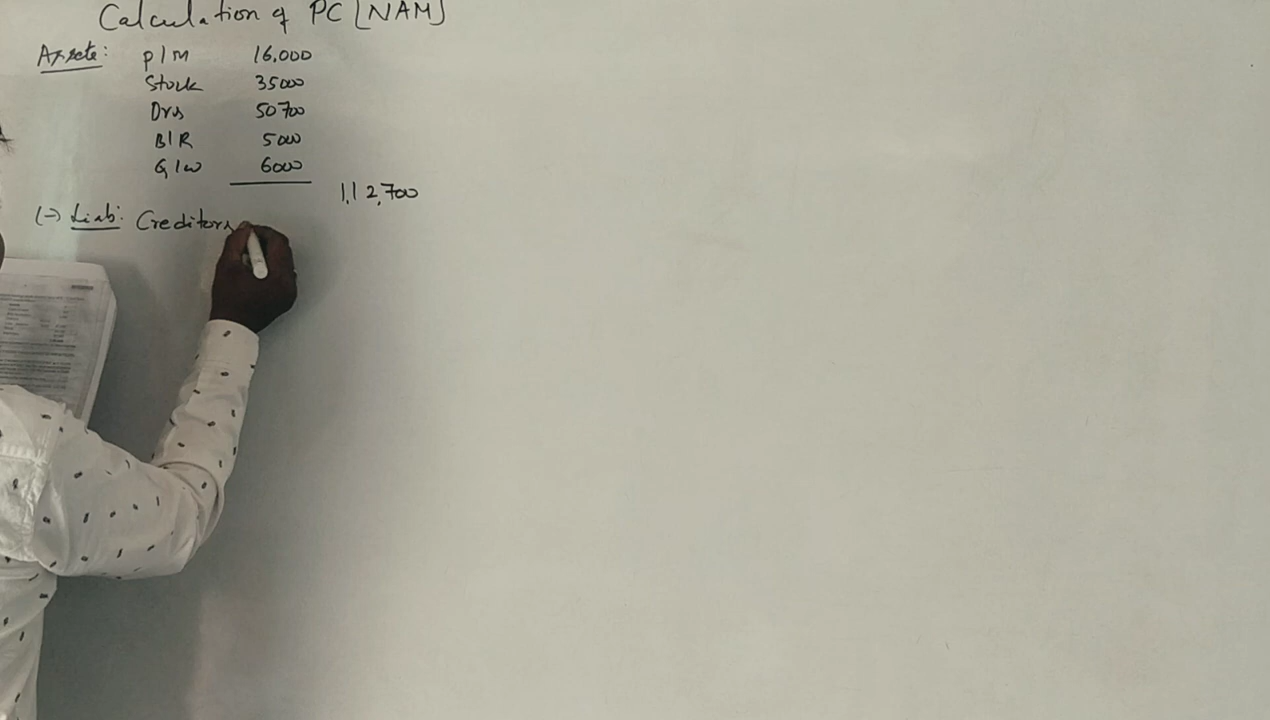 Calculation of PC [NAM]
Assets: P/M 16,000
Stock 35000
Drs 50700
B/R 5000
G/W 6000
1,12,700
(-) Liab: Creditors